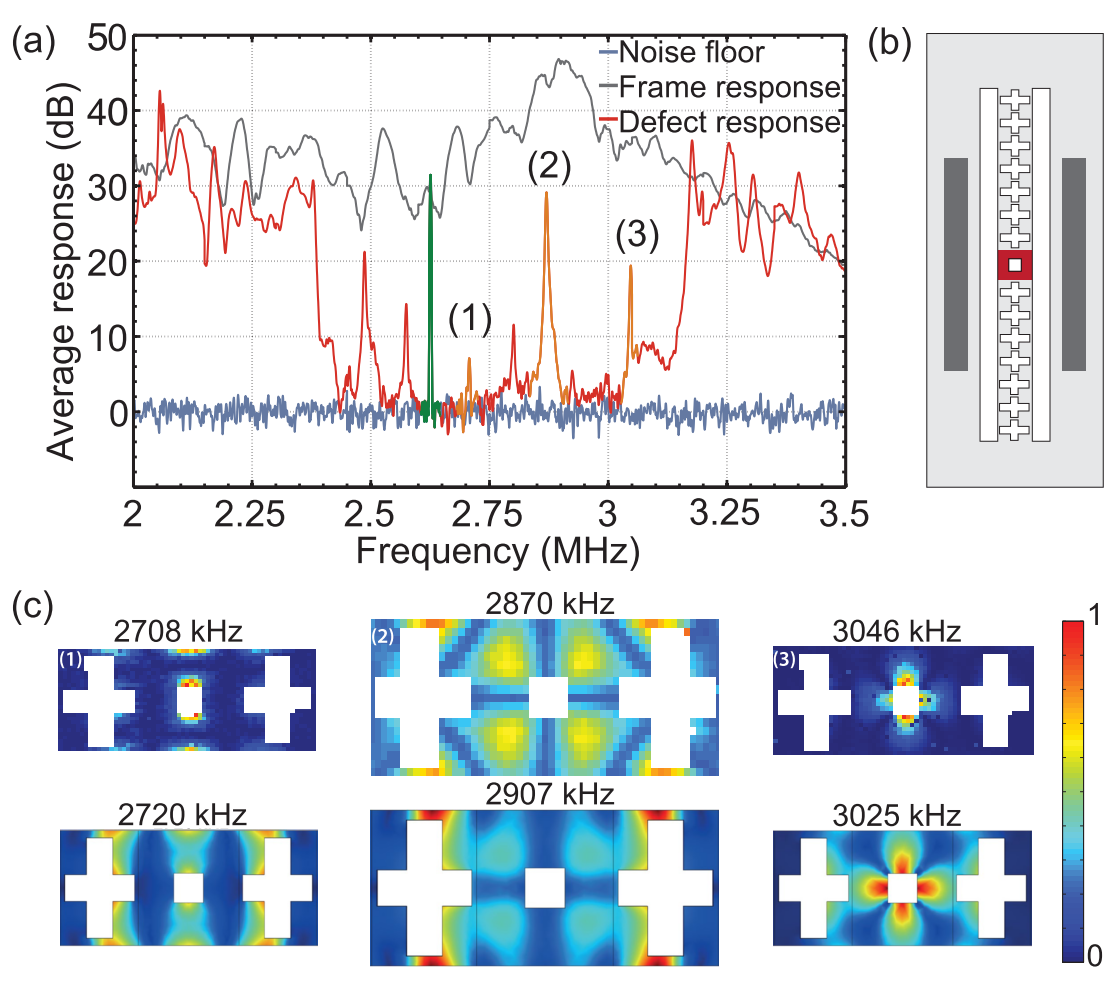 (a)
50
40
30
20
10
0
Average response (dB)
Noise floor
Frame response
Defect response
(1)
(2)
(3)
2 2.25 2.5 2.75 3 3.25 3.5
Frequency (MHz)
(b)
(c)
2708 kHz 2870 kHz 3046 kHz
(1) (2) (3)
2720 kHz 2907 kHz 3025 kHz
1
0